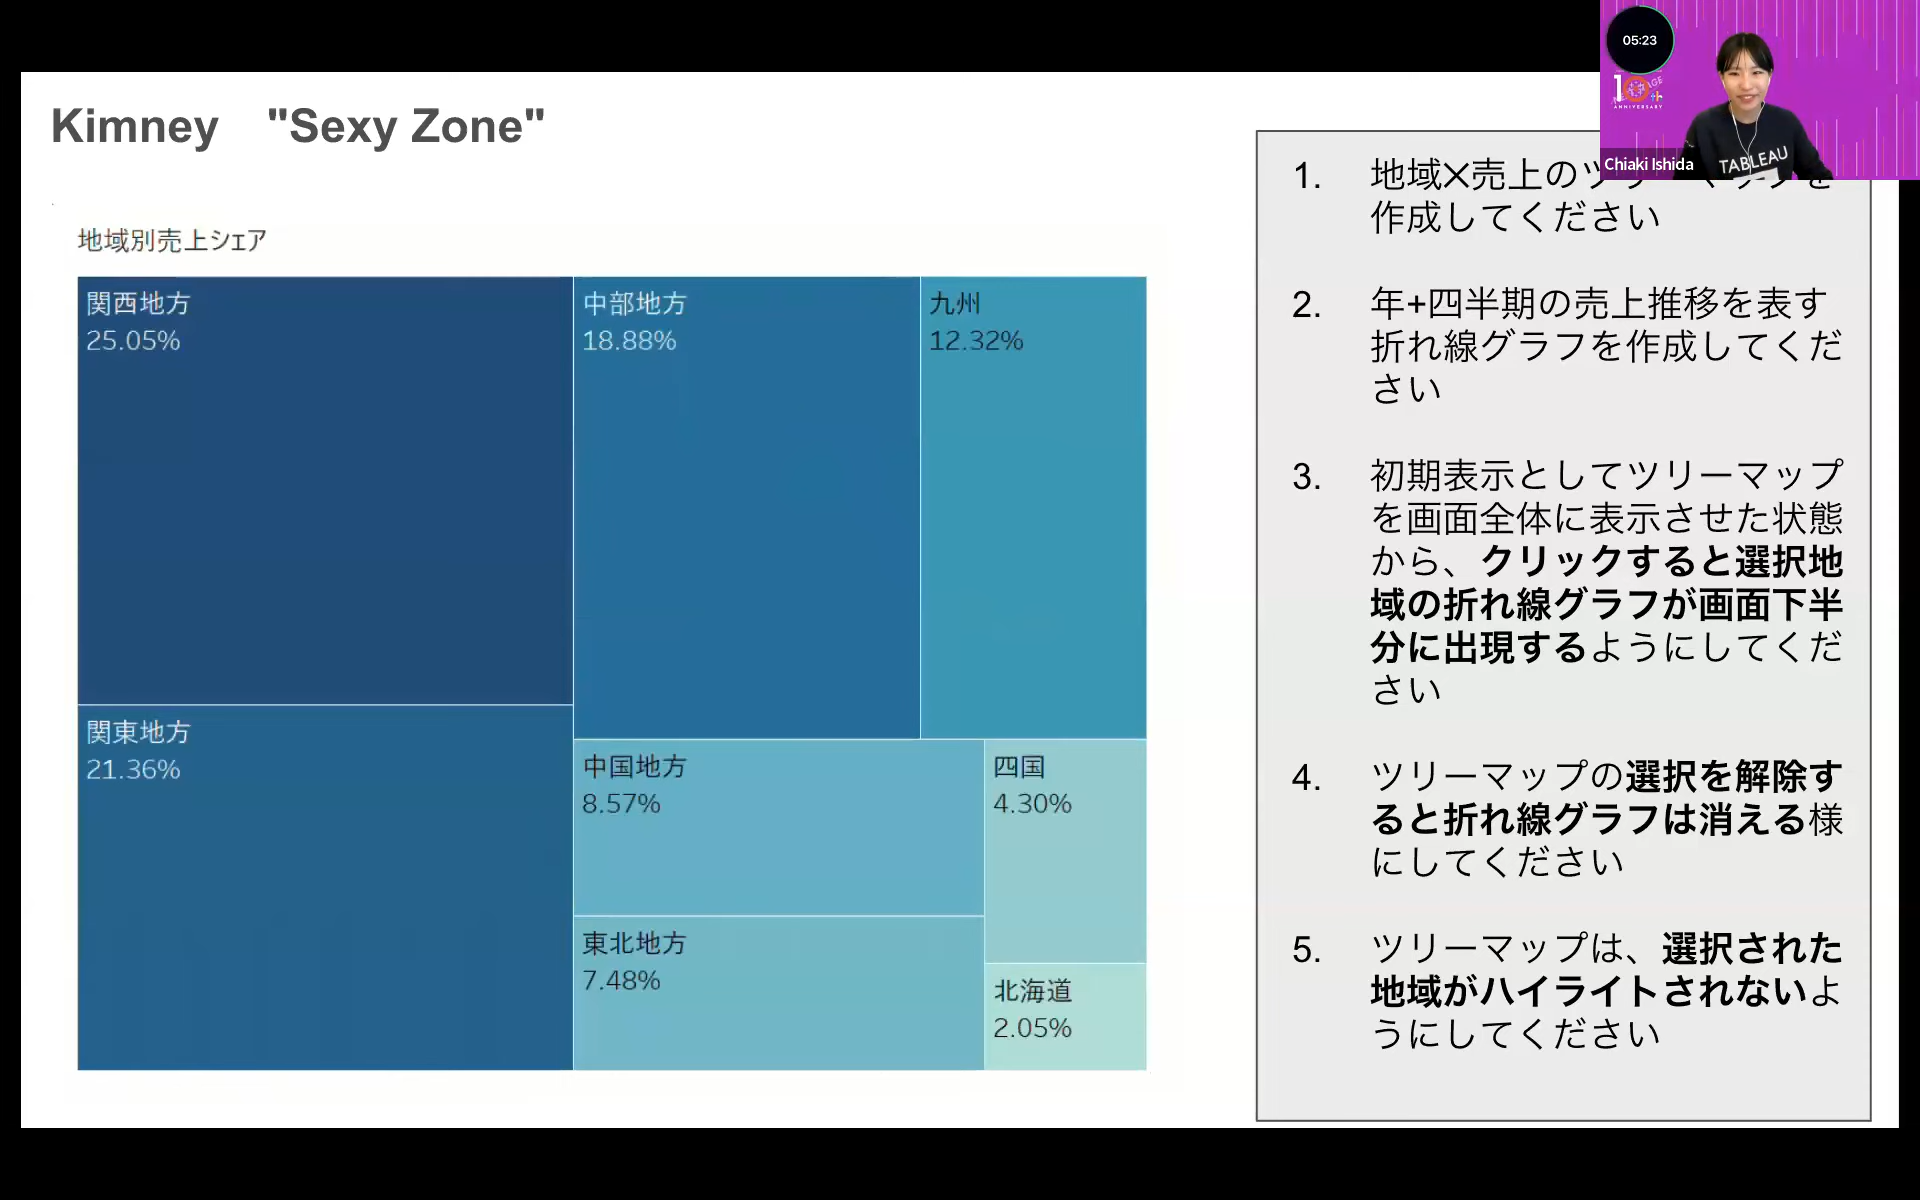 Kimney "Sexy Zone"
地域別売上シェア
関西地方
25.05%
中部地方
18.88%
九州
12.32%
関東地方
21.36%
中国地方
8.57%
四国
4.30%
東北地方
7.48%
北海道
2.05%
1. 地域×売上の
作成してください
2. 年+四半期の売上推移を表す
折れ線グラフを作成してくだ
さい
3. 初期表示としてツリーマップ
を画面全体に表示させた状態
から、クリックすると選択地
域の折れ線グラフが画面下半
分に出現するようにしてくだ
さい
4. ツリーマップの選択を解除す
ると折れ線グラフは消える様
にしてください
5. ツリーマップは、選択された
地域がハイライトされないよ
うにしてください
05:23
10th
ANNIVERSARY
TABLEAU
Chiaki Ishida